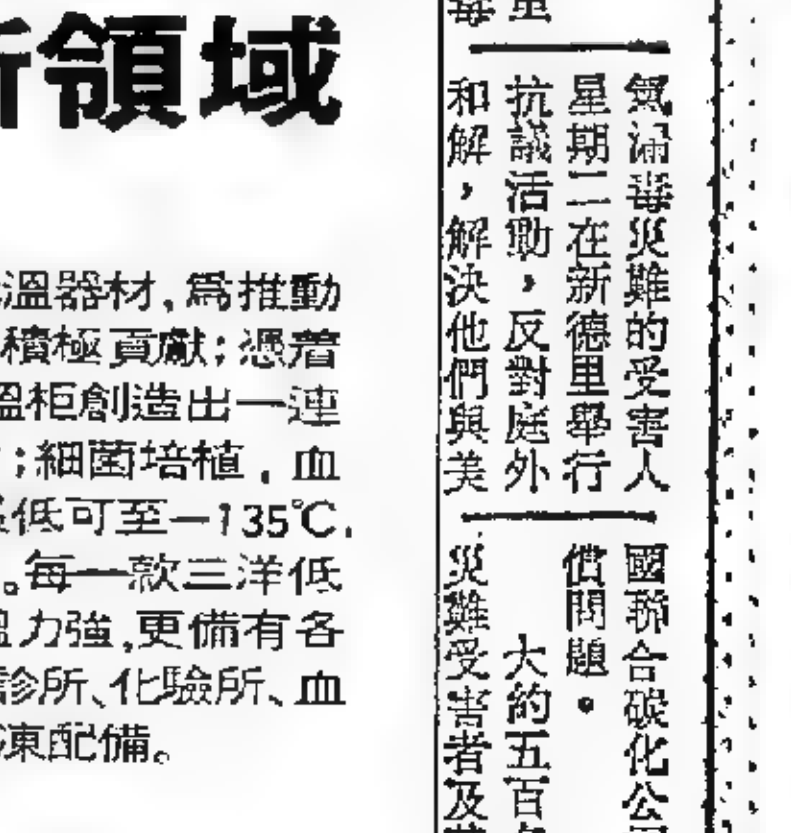 領域
溫器材,為推動
積極貢獻;憑着
溫柜創造出一連
;細菌培植,血
低可至—135℃.
。每一款三洋低
溫力強,更備有各
診所、化驗所、血
凍配備。
氣漏毒災難的受害人
星期二在新德里舉行
抗議活動,反對庭外
和解,解決他們與美
國聯合碳化公
償問題。
大約五百
災難受害者及